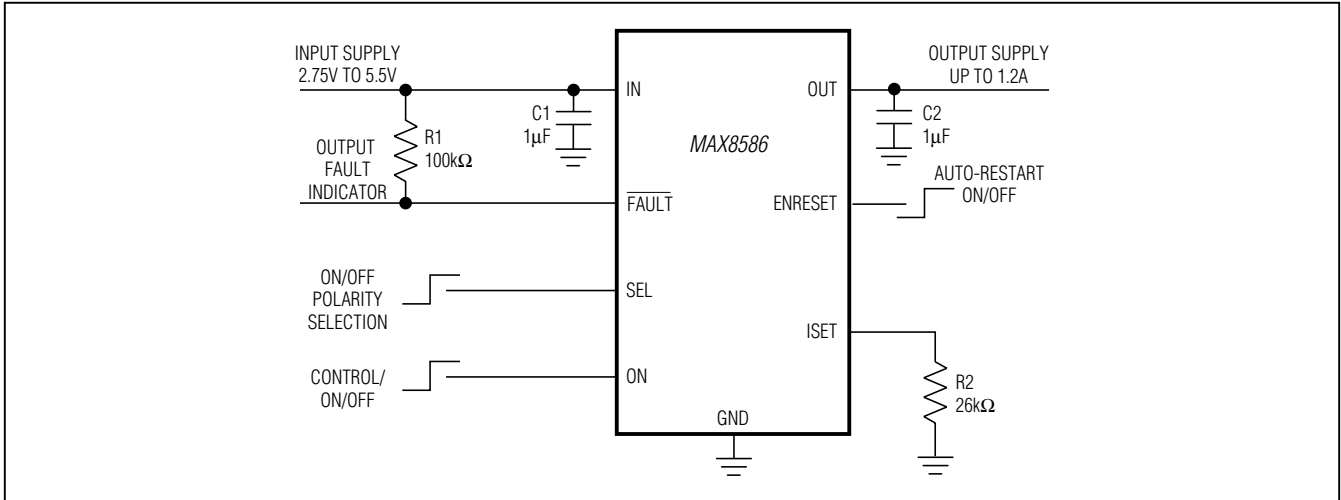 INPUT SUPPLY
2.75V TO 5.5V
OUTPUT SUPPLY
UP TO 1.2A
IN
OUT
C1
1µF
C2
1µF
MAX8586
R1
100kΩ
OUTPUT
FAULT
INDICATOR
AUTO-RESTART
ON/OFF
FAULT
ENRESET
ON/OFF
POLARITY
SELECTION
SEL
ISET
CONTROL/
ON/OFF
ON
R2
26kΩ
GND